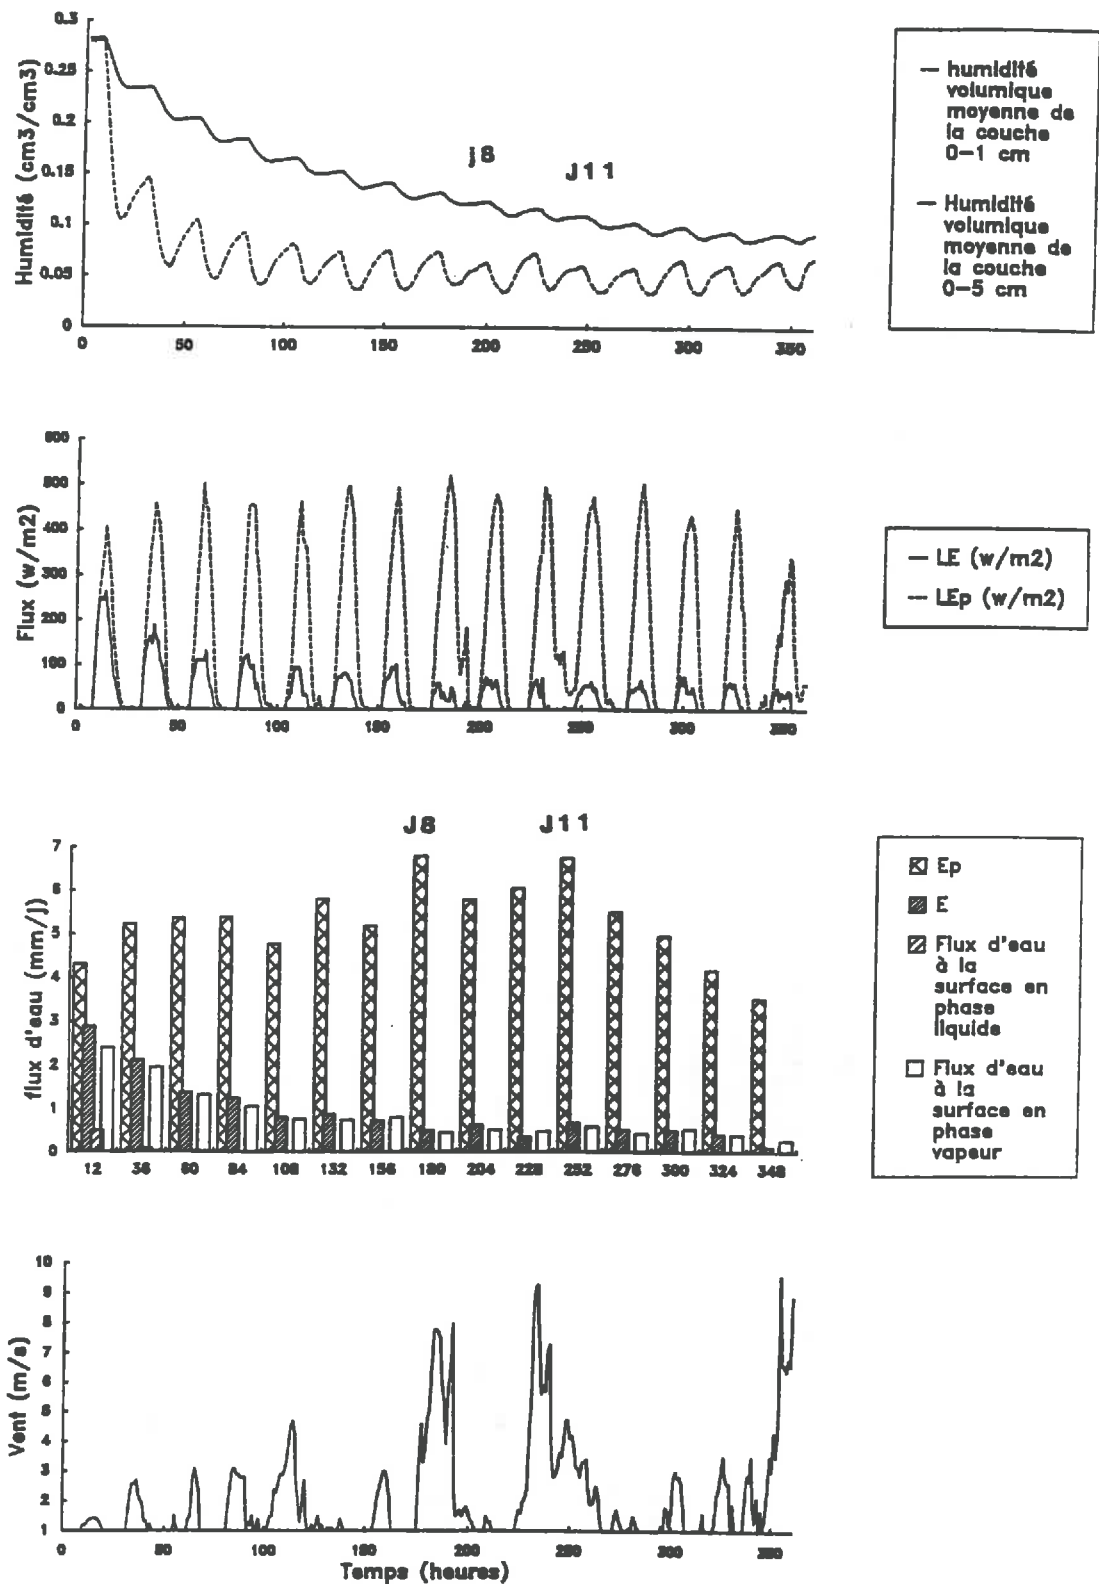 0.3
0.25
0.2
0.15
0.1
0.05
0
Humidité (cm3/cm3)
j8
J11
0 50 100 150 200 250 300 350
— humidité
volumique
moyenne de
la couche
0-1 cm
— Humidité
volumique
moyenne de
la couche
0-5 cm
600
500
400
300
200
100
0
Flux (w/m2)
0 50 100 150 200 250 300 350
— LE (w/m2)
--- LEp (w/m2)
J8
J11
7
6
5
4
3
2
1
0
flux d'eau (mm/j)
12 36 60 84 108 132 156 180 204 228 252 276 300 324 348
Ep
E
Flux d'eau
à la
surface en
phase
liquide
Flux d'eau
à la
surface en
phase
vapeur
10
9
8
7
6
5
4
3
2
1
Vent (m/s)
0 50 100 150 200 250 300 350
Temps (heures)